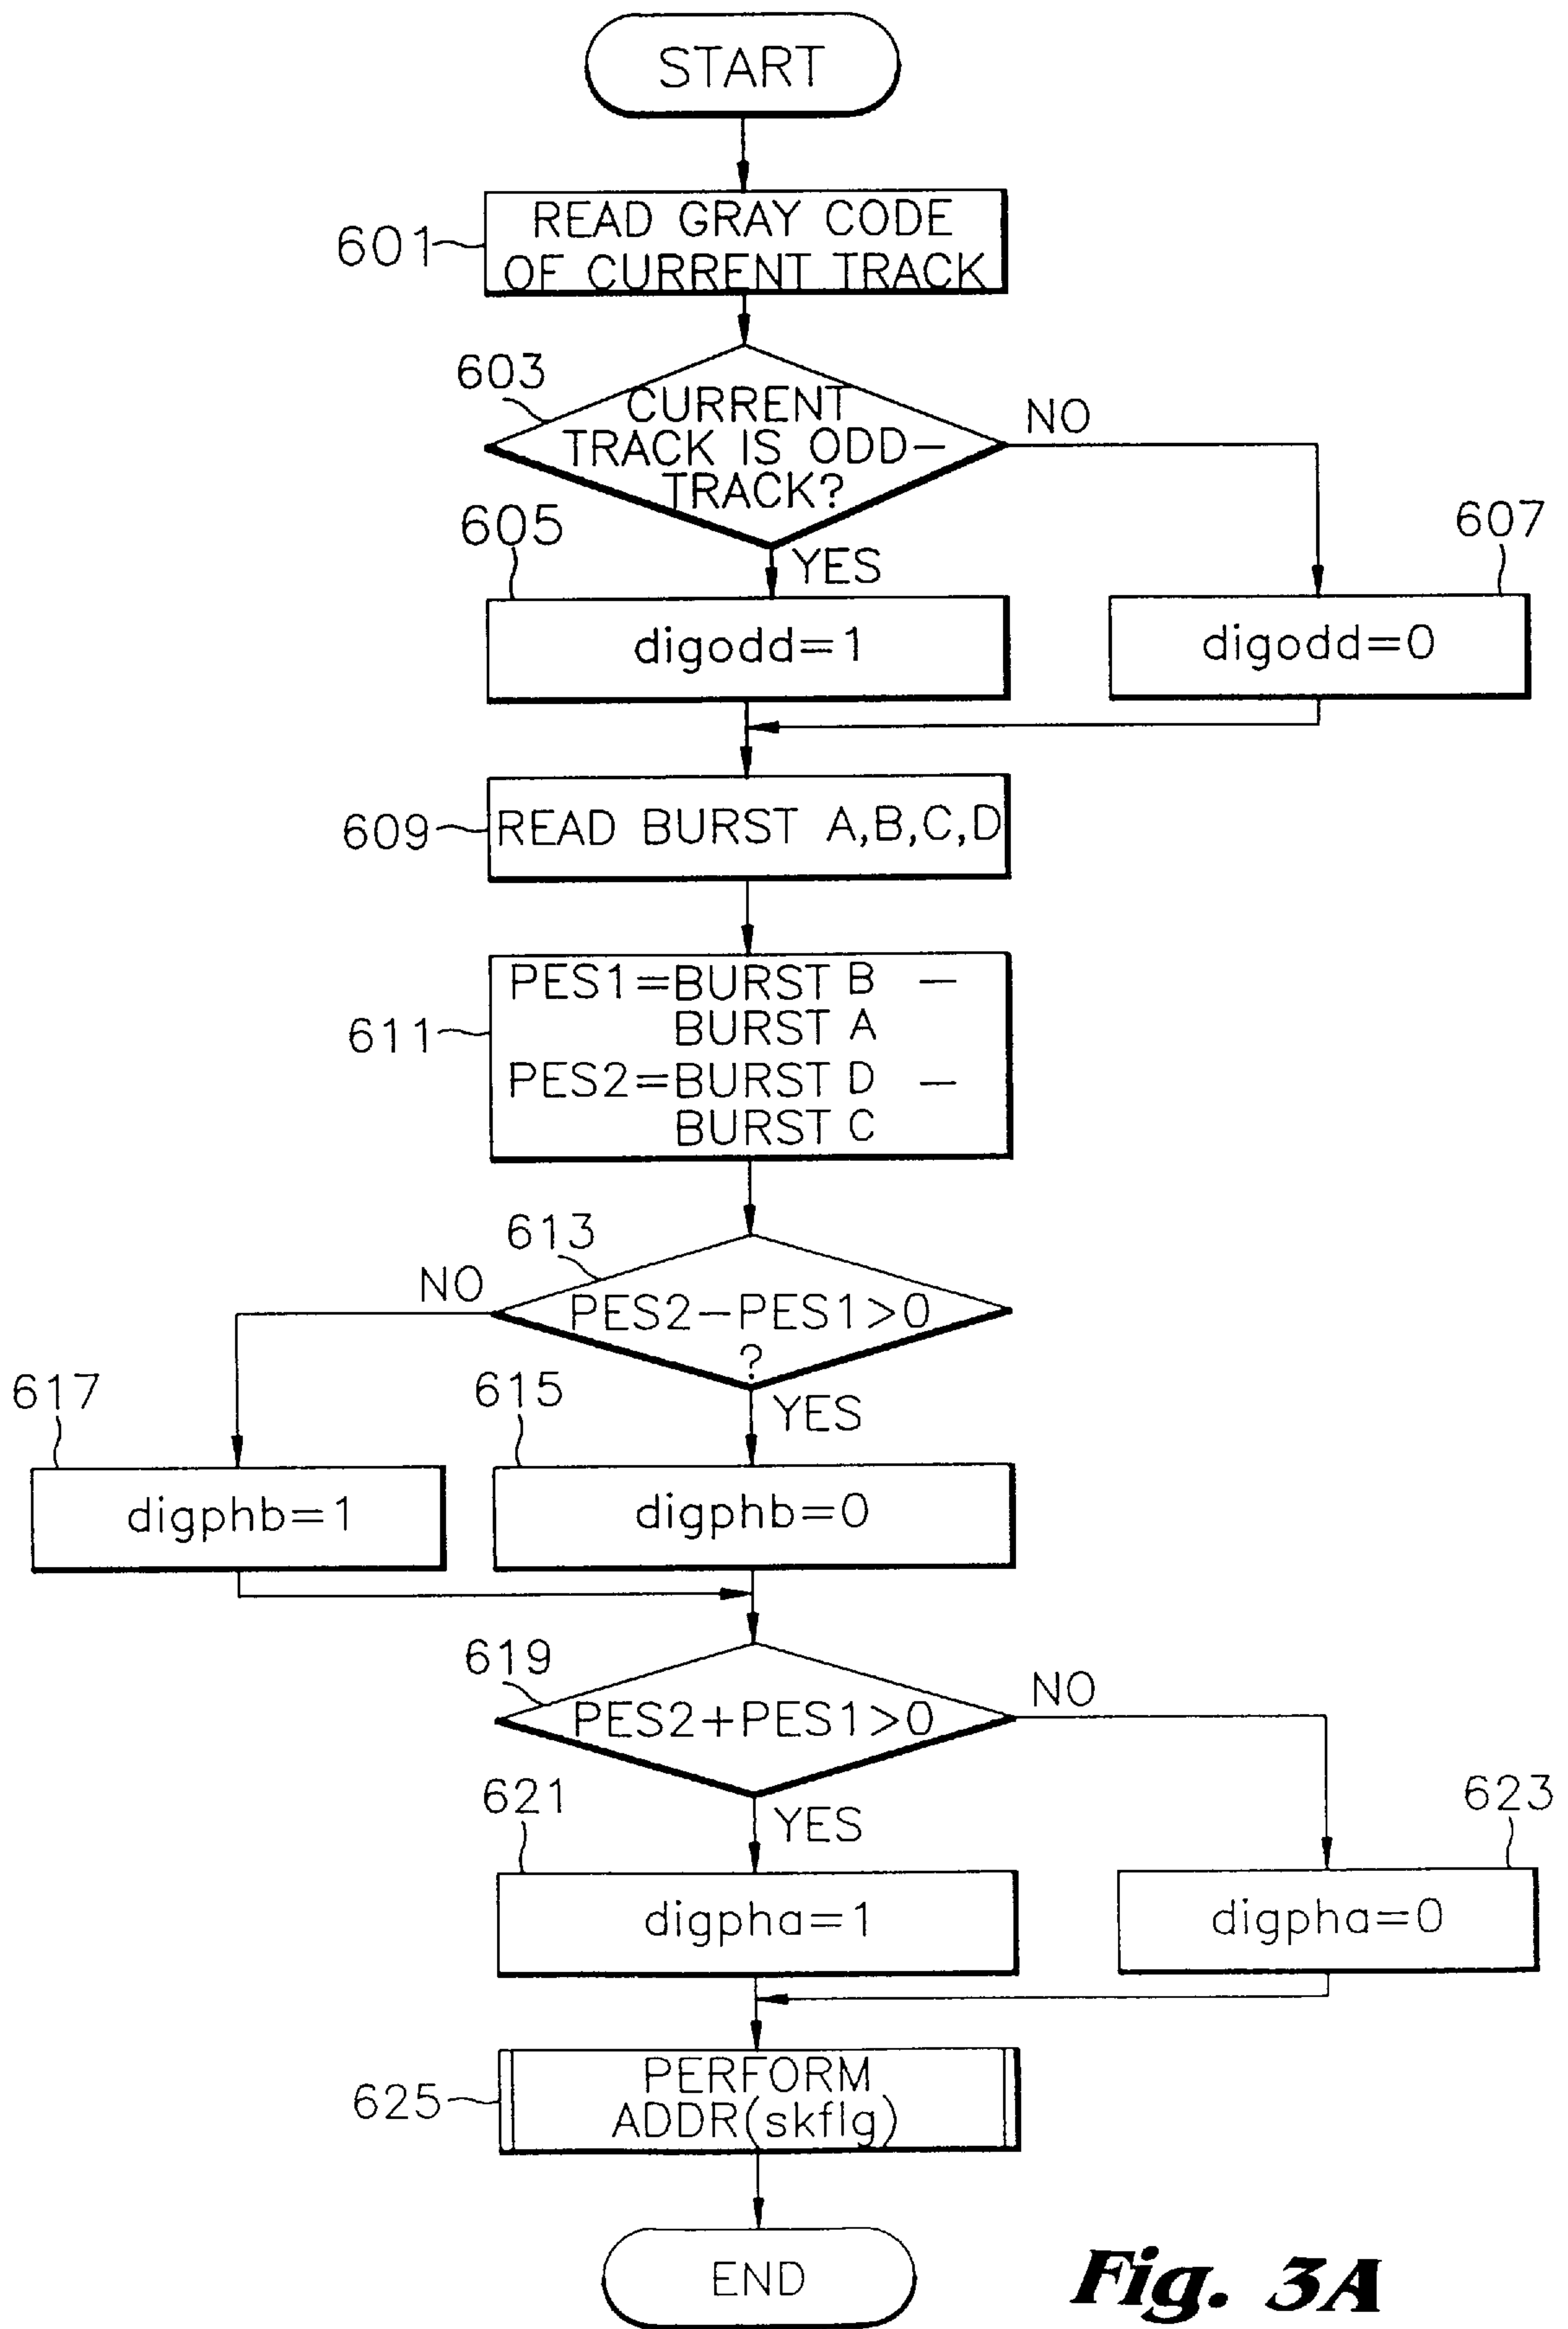 START
601
READ GRAY CODE
OF CURRENT TRACK
603
CURRENT
TRACK IS ODD-
TRACK?
NO
YES
605
digodd=1
607
digodd=0
609
READ BURST A,B,C,D
611
PES1=BURST B -
BURST A
PES2=BURST D -
BURST C
613
PES2-PES1>0
?
NO
YES
617
digphb=1
615
digphb=0
619
PES2+PES1>0
NO
YES
621
digpha=1
623
digpha=0
625
PERFORM
ADDR(skflg)
END
Fig. 3A